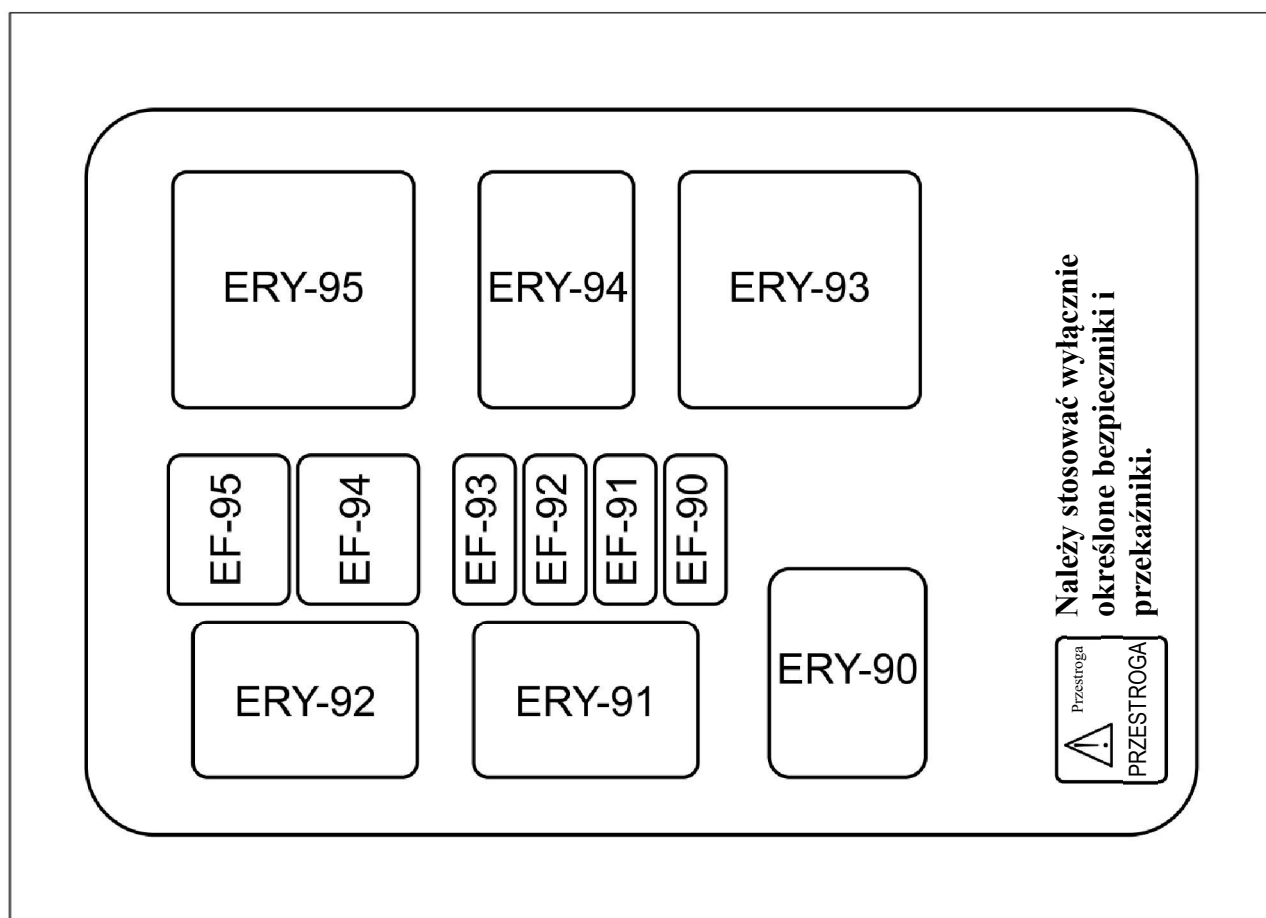 ERY-95
ERY-94
ERY-93
EF-95
EF-94
EF-93
EF-92
EF-91
EF-90
ERY-92
ERY-91
ERY-90
Należy stosować wyłącznie
określone bezpieczniki i
przekaźniki.
Przestroga
PRZESTROGA